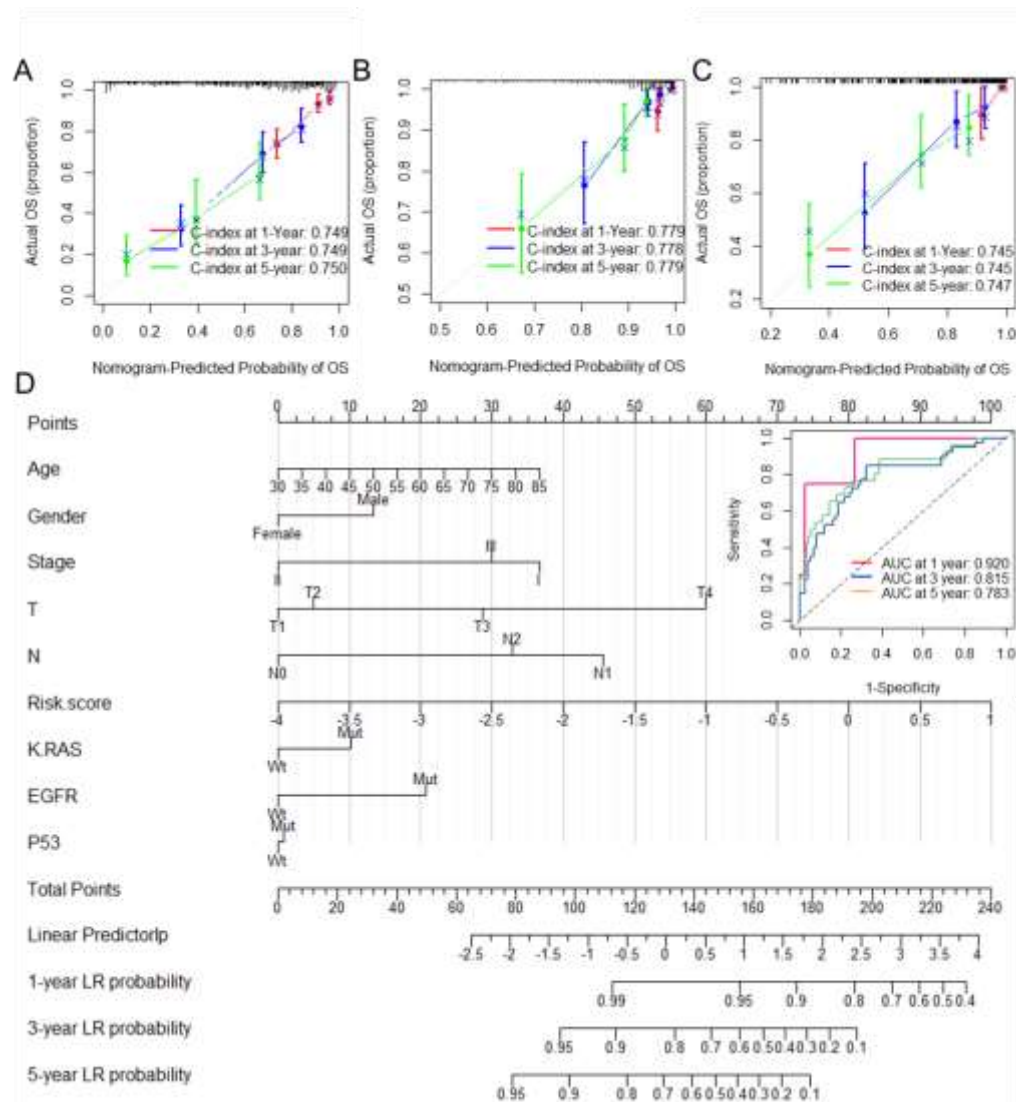 A
B
C
Actual OS (proportion)
1.0
0.8
0.6
0.4
0.2
0.0
C-index at 1-Year: 0.749
C-index at 3-year: 0.749
C-index at 5-year: 0.750
0.0 0.2 0.4 0.6 0.8 1.0
Nomogram-Predicted Probability of OS
Actual OS (proportion)
1.0
0.9
0.8
0.7
0.6
0.5
C-index at 1-Year: 0.779
C-index at 3-year: 0.778
C-index at 5-year: 0.779
0.5 0.6 0.7 0.8 0.9 1.0
Nomogram-Predicted Probability of OS
Actual OS (proportion)
1.0
0.8
0.6
0.4
0.2
C-index at 1-Year: 0.745
C-index at 3-year: 0.745
C-index at 5-year: 0.747
0.2 0.4 0.6 0.8 1.0
Nomogram-Predicted Probability of OS
D
Points
0 10 20 30 40 50 60 70 80 90 100
Age
30 35 40 45 50 55 60 65 70 75 80 85
Gender
Male
Female
Stage
III
II I
T
T2 T4
T1 T3
N
N2
N0 N1
Risk.score
-4 -3.5 -3 -2.5 -2 -1.5 -1 -0.5 0 0.5 1
K.RAS
Mut
Wt
EGFR
Mut
Wt
P53
Mut
Wt
Total Points
0 20 40 60 80 100 120 140 160 180 200 220 240
Linear Predictorlp
-2.5 -2 -1.5 -1 -0.5 0 0.5 1 1.5 2 2.5 3 3.5 4
1-year LR probability
0.99 0.95 0.9 0.8 0.7 0.6 0.5 0.4
3-year LR probability
0.95 0.9 0.8 0.7 0.6 0.5 0.4 0.3 0.2 0.1
5-year LR probability
0.95 0.9 0.8 0.7 0.6 0.5 0.4 0.3 0.2 0.1
Sensitivity
1.0
0.8
0.6
0.4
0.2
0.0
AUC at 1 year: 0.920
AUC at 3 year: 0.815
AUC at 5 year: 0.783
0.0 0.2 0.4 0.6 0.8 1.0
1-Specificity